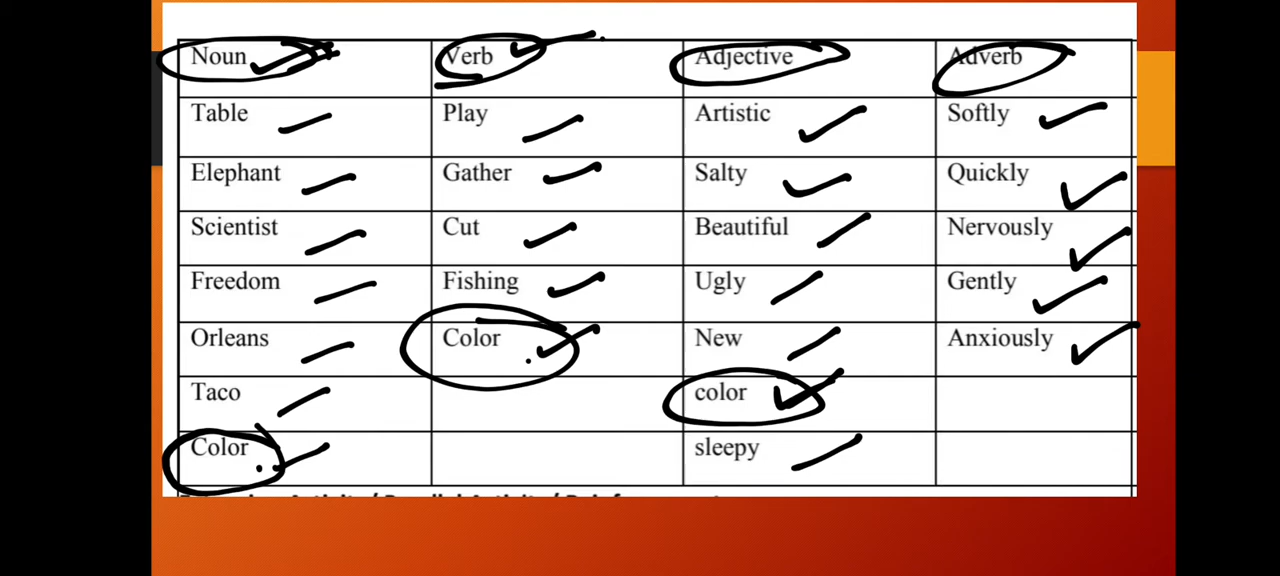 Noun Verb Adjective Adverb
Table Play Artistic Softly
Elephant Gather Salty Quickly
Scientist Cut Beautiful Nervously
Freedom Fishing Ugly Gently
Orleans Color New Anxiously
Taco color
Color sleepy